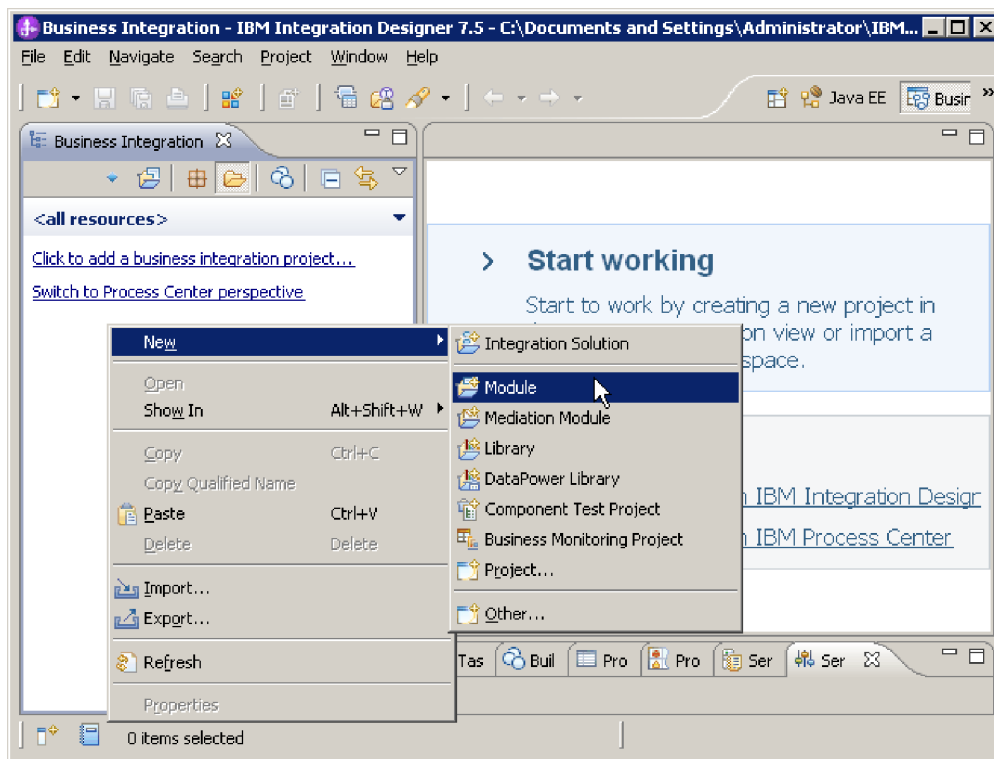 Business Integration - IBM Integration Designer 7.5 - C:\Documents and Settings\Administrator\IBM...
File Edit Navigate Search Project Window Help
Java EE Busir »
Business Integration
<all resources>
Click to add a business integration project...
Switch to Process Center perspective
> Start working
Start to work by creating a new project in
on view or import a
space.
IBM Integration Desigr
IBM Process Center
New
Open
Show In Alt+Shift+W
Copy Ctrl+C
Copy Qualified Name
Paste Ctrl+V
Delete Delete
Import...
Export...
Refresh
Properties
Integration Solution
Module
Mediation Module
Library
DataPower Library
Component Test Project
Business Monitoring Project
Project...
Other...
Tas Buil Pro Pro Ser Ser
0 items selected